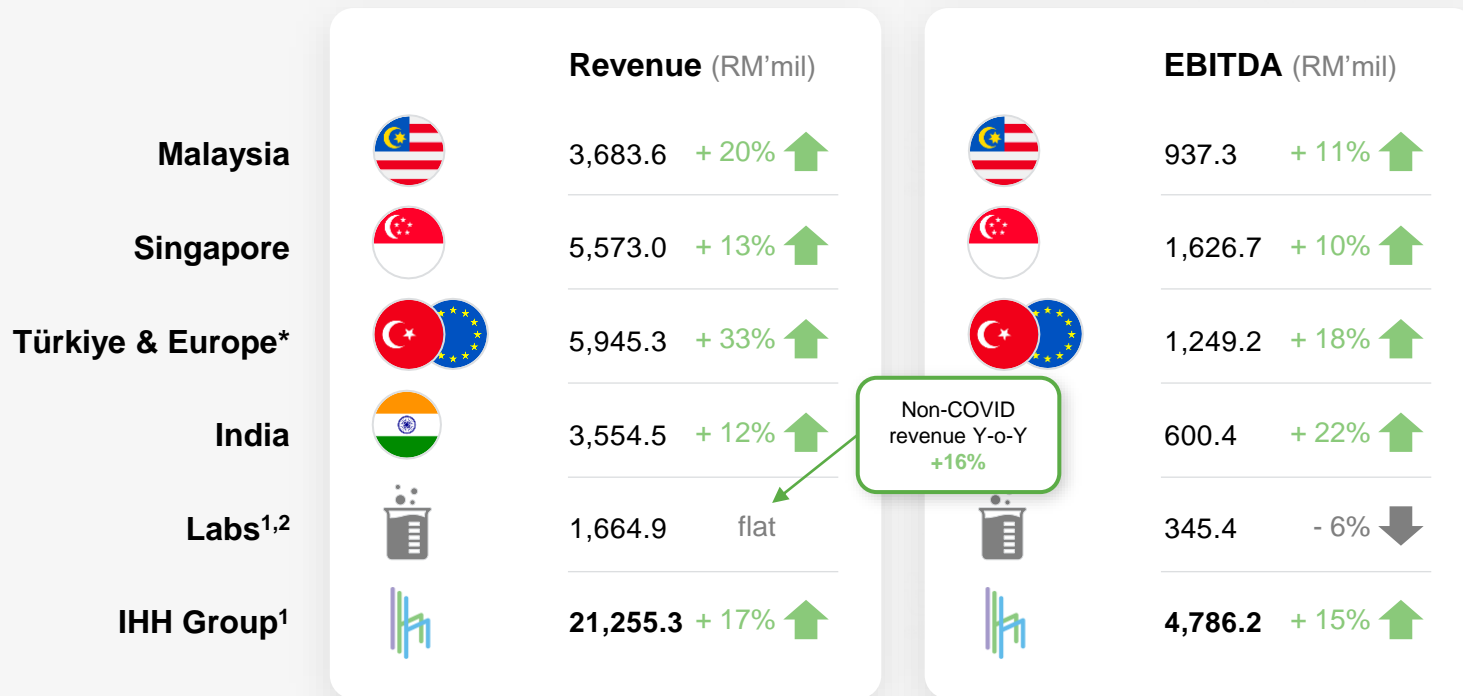 Revenue (RM’mil)
EBITDA (RM’mil)
Malaysia 3,683.6 + 20% 937.3 + 11%
Singapore 5,573.0 + 13% 1,626.7 + 10%
Türkiye & Europe* 5,945.3 + 33% 1,249.2 + 18%
India 3,554.5 + 12% 600.4 + 22%
Non-COVID
revenue Y-o-Y
+16%
Labs1,2 1,664.9 flat 345.4 - 6%
IHH Group1 21,255.3 + 17% 4,786.2 + 15%